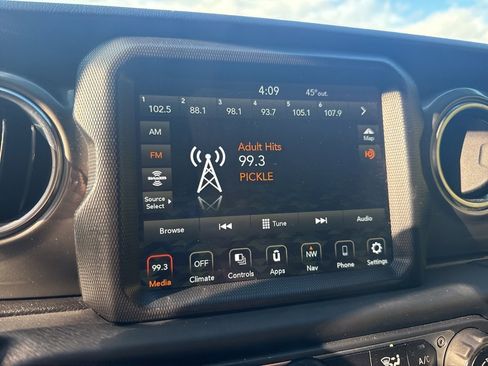 4:09 45°out.
1 2 3 4 5 6
102.5 88.1 98.1 93.7 105.1 107.9
AM
FM
Adult Hits
99.3
PICKLE
Map
SiriusXM
Source
Select
Browse Tune Audio
99.3 OFF NW
Media Climate Controls Apps Nav Phone Settings